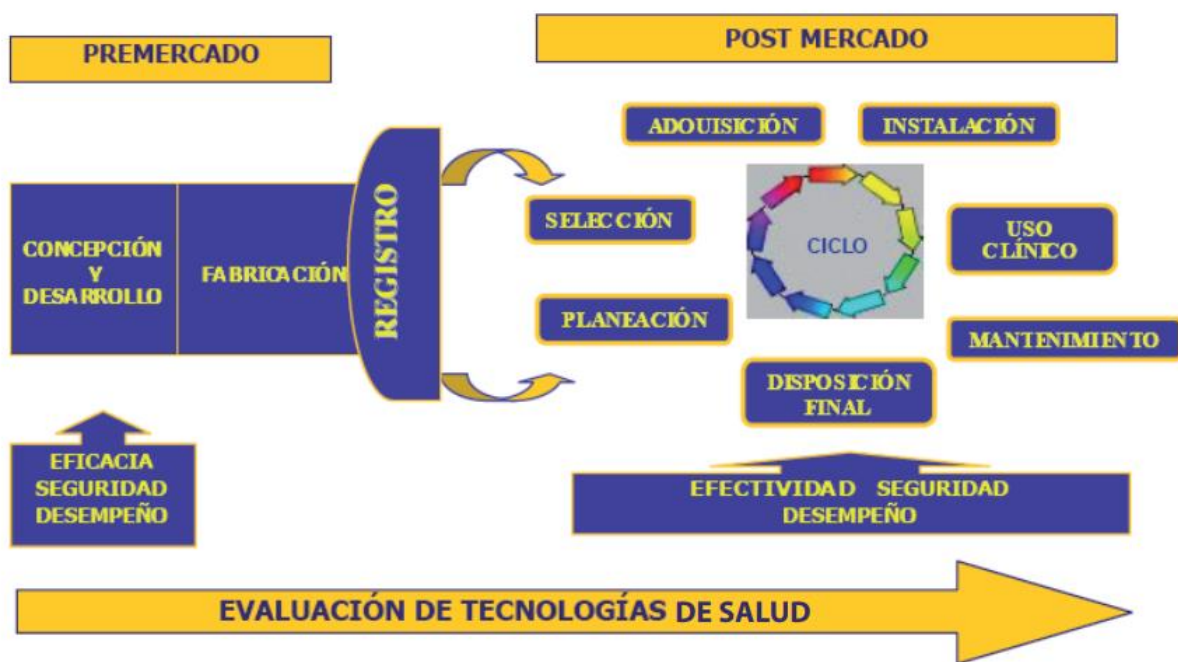 PREMERCADO
POST MERCADO
ADOUISICIÓN
INSTALACIÓN
SELECCIÓN
CICLO
USO
CLÍNICO
CONCEPCIÓN
Y
DESARROLLO
FABRICACIÓN
REGISTRO
PLANEACIÓN
MANTENIMIENTO
DISPOSICIÓN
FINAL
EFICACIA
SEGURIDAD
DESEMPEÑO
EFECTIVIDAD SEGURIDAD
DESEMPEÑO
EVALUACIÓN DE TECNOLOGÍAS DE SALUD